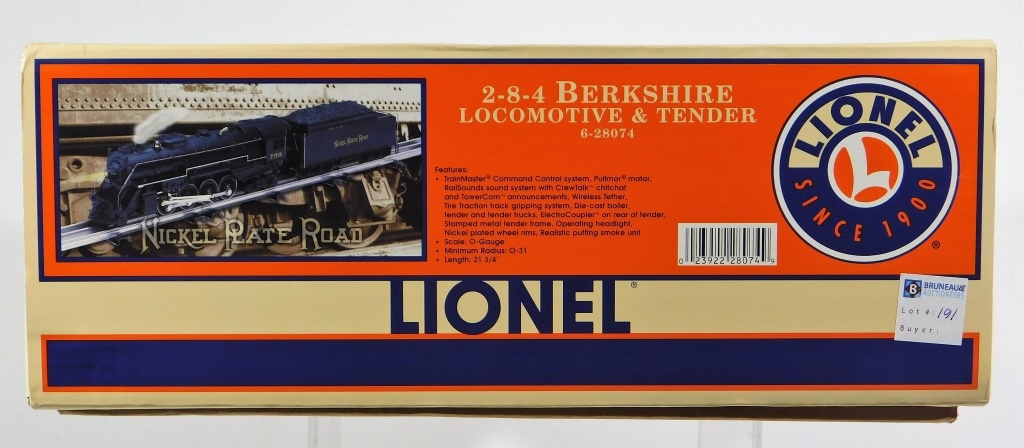 2-8-4 BERKSHIRE
LOCOMOTIVE & TENDER
6-28074
Features:
• TrainMaster® Command Control system, Pullmor® motor,
RailSounds sound system with CrewTalk™ chitchat
and TowerCom™ announcements, Wireless Tether,
Tire Traction track gripping system, Die-cast boiler,
tender and tender trucks, ElectroCoupler™ on rear of tender,
Stamped metal tender frame, Operating headlight,
Nickel plated wheel rims, Realistic puffing smoke unit
• Scale: O-Gauge
• Minimum Radius: O-31
• Length: 21 3/4"
NICKEL PLATE ROAD
NICKEL PLATE ROAD
0 23922 28074 9
LIONEL
SINCE 1900
®
LIONEL®
BRUNEAU&
AUCTIONEERS
Lot #: 191
Buyer: